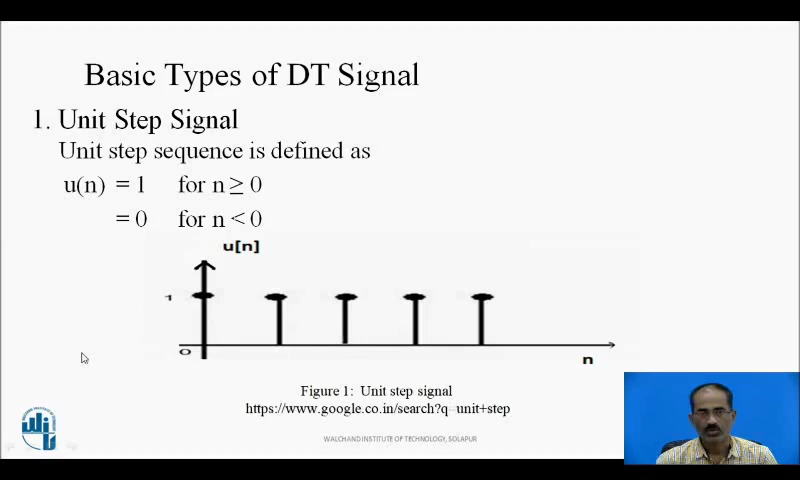 Basic Types of DT Signal
1. Unit Step Signal
Unit step sequence is defined as
u(n) = 1 for n ≥ 0
= 0 for n < 0
u[n]
1
0
n
Figure 1: Unit step signal
https://www.google.co.in/search?q=unit+step
WALCHAND INSTITUTE OF TECHNOLOGY, SOLAPUR